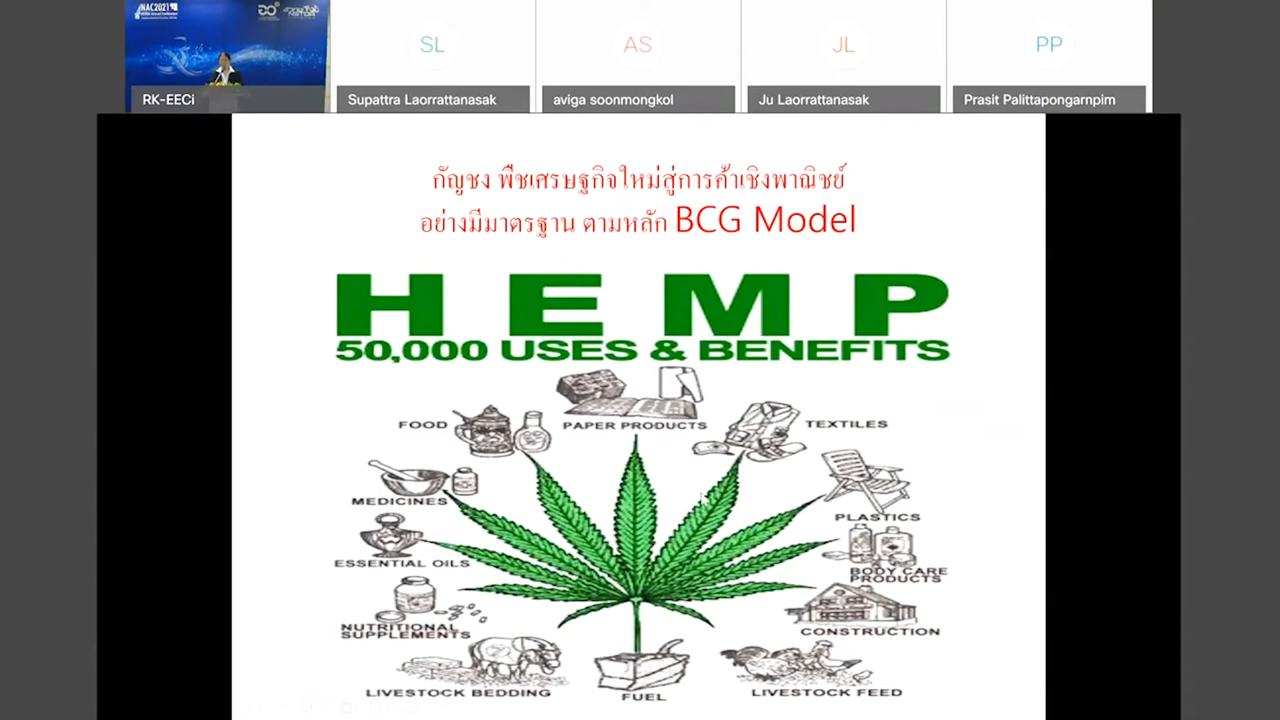 NAC2021
NSTDA
RK-EECi
SL
Supattra Laorrattanasak
AS
aviga soonmongkol
JL
Ju Laorrattanasak
PP
Prasit Palittapongarnpim
กัญชง พืชเศรษฐกิจใหม่สู่การค้าเชิงพาณิชย์
อย่างมีมาตรฐาน ตามหลัก BCG Model
HEMP
50,000 USES & BENEFITS
FOOD
PAPER PRODUCTS
TEXTILES
MEDICINES
PLASTICS
ESSENTIAL OILS
BODY CARE
PRODUCTS
NUTRITIONAL
SUPPLEMENTS
CONSTRUCTION
LIVESTOCK BEDDING
FUEL
LIVESTOCK FEED